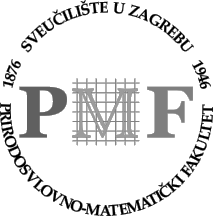 SVEUČILIŠTE U ZAGREBU
1876
1946
PMF
PRIRODOSLOVNO-MATEMATIČKI FAKULTET